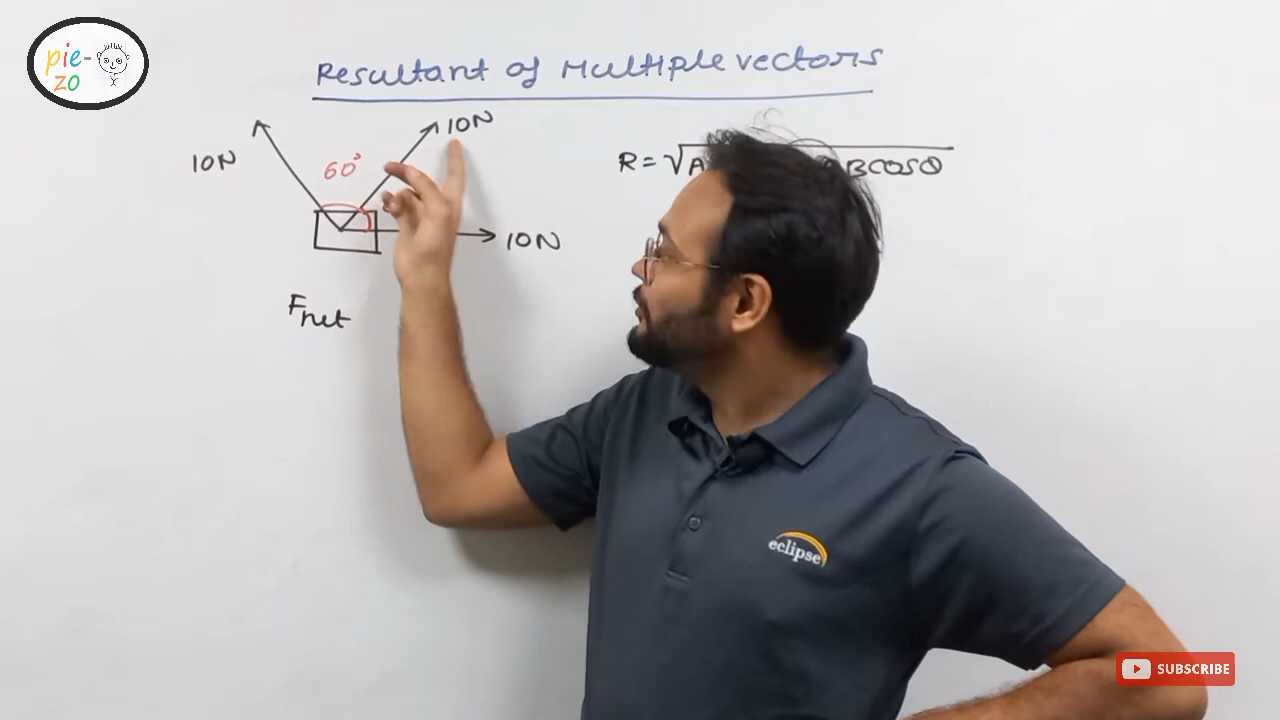 pie-
zo
Resultant of Multiple vectors
10N
10N
60°
R = √A
BCOSθ
10N
Fnet
eclipse
SUBSCRIBE